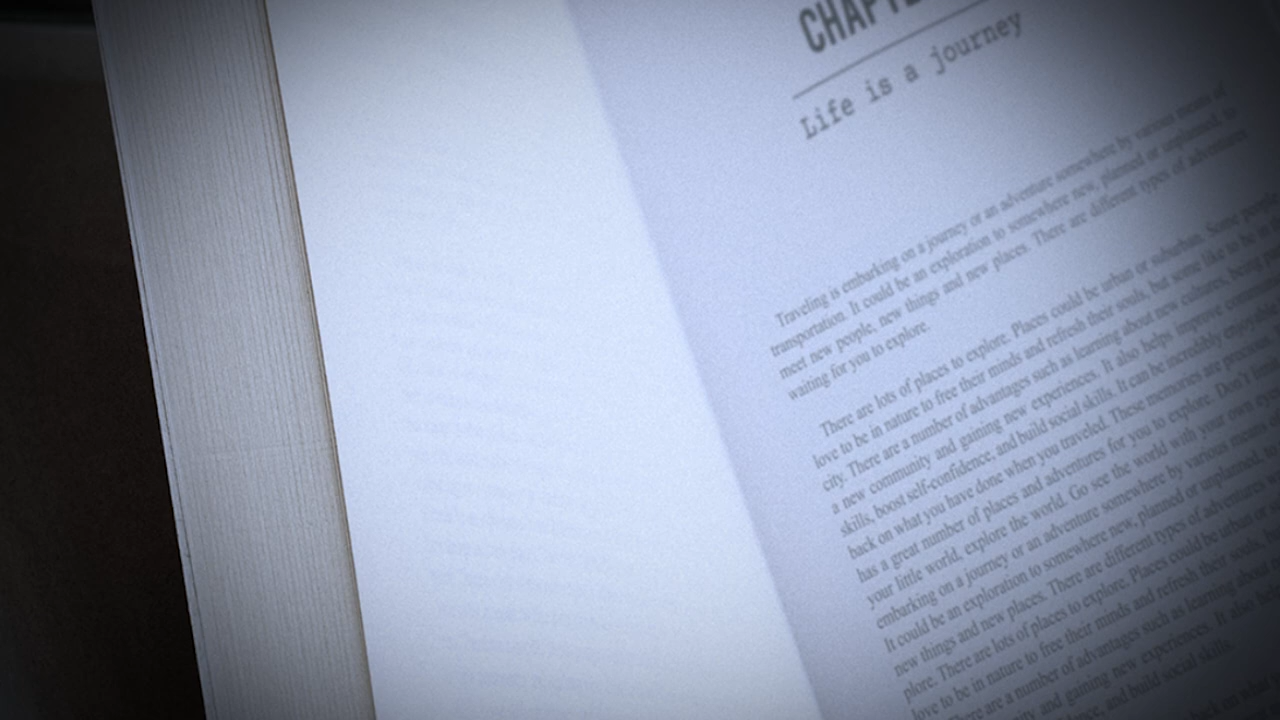 CHAPTE
Life is a journey
Traveling is embarking on a journey or an adventure somewhere by various means of
transportation. It could be an exploration to somewhere new, planned or unplanned, to
meet new people, new things and new places. There are different types of adventures
waiting for you to explore.
There are lots of places to explore. Places could be urban or suburban. Some people
love to be in nature to free their minds and refresh their souls, but some like to be in
city. There are a number of advantages such as learning about new cultures, being
a new community and gaining new experiences. It also helps improve
skills, boost self-confidence, and build social skills. It can be incredibly
back on what you have done when you traveled. These memories are
has a great number of places and adventures for you to explore. Don't
your little world, explore the world. Go see the world with your own
embarking on a journey or an adventure somewhere by various means
It could be an exploration to somewhere new, planned or unplanned,
new things and new places. There are different types of adventures
plore. There are lots of places to explore. Places could be urban or
love to be in nature to free their minds and refresh their souls,
There are a number of advantages such as learning about
and gaining new experiences. It also
and build social skills.
back on what